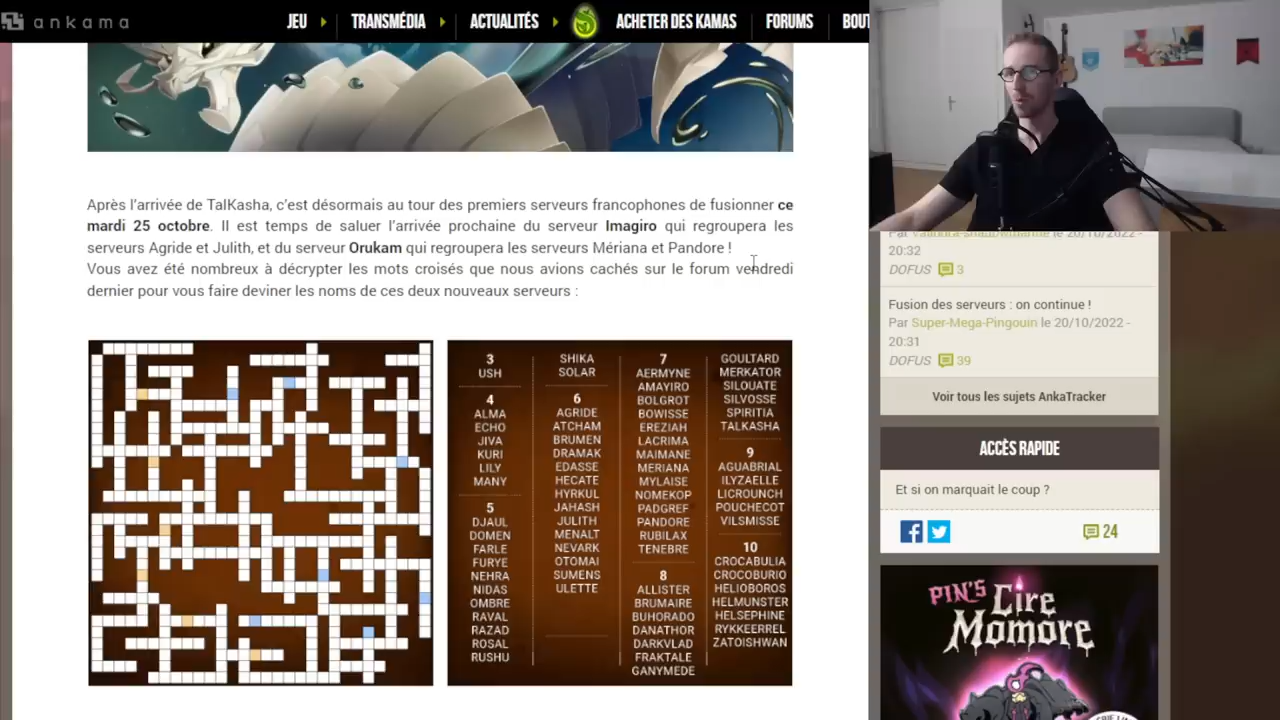 ankama
JEU TRANSMÉDIA ACTUALITÉS ACHETER DES KAMAS FORUMS BOUT
Après l'arrivée de TalKasha, c'est désormais au tour des premiers serveurs francophones de fusionner ce
mardi 25 octobre. Il est temps de saluer l'arrivée prochaine du serveur Imagiro qui regroupera les
serveurs Agride et Julith, et du serveur Orukam qui regroupera les serveurs Mériana et Pandore !
Vous avez été nombreux à décrypter les mots croisés que nous avions cachés sur le forum vendredi
dernier pour vous faire deviner les noms de ces deux nouveaux serveurs :
3
USH
4
ALMA
ECHO
JIVA
KURI
LILY
MANY
5
DJAUL
DOMEN
FARLE
FURYE
NEHRA
NIDAS
OMBRE
RAVAL
RAZAD
ROSAL
RUSHU
SHIKA
SOLAR
6
AGRIDE
ATCHAM
BRUMEN
DRAMAK
EDASSE
HECATE
HYRKUL
JAHASH
JULITH
MENALT
NEVARK
OTOMAI
SUMENS
ULETTE
7
AERMYNE
AMAYIRO
BOLGROT
BOWISSE
EREZIAH
LACRIMA
MAIMANE
MERIANA
MYLAISE
NOMEKOP
PADGREF
PANDORE
RUBILAX
TENEBRE
8
ALLISTER
BRUMAIRE
BUHORADO
DANATHOR
DARKVLAD
FRAKTALE
GANYMEDE
GOULTARD
MERKATOR
SILOUATE
SILVOSSE
SPIRITIA
TALKASHA
9
AGUABRIAL
ILYZAELLE
LICROUNCH
POUCHECOT
VILSMISSE
10
CROCABULIA
CROCOBURIO
HELIOBOROS
HELMUNSTER
HELSEPHINE
RYKKEERREL
ZATOISHWAN
20:32
DOFUS 3
Fusion des serveurs : on continue !
Par Super-Mega-Pingouin le 20/10/2022 -
20:31
DOFUS 39
Voir tous les sujets AnkaTracker
ACCÈS RAPIDE
Et si on marquait le coup ?
24
PIN'S
Cire
Momore